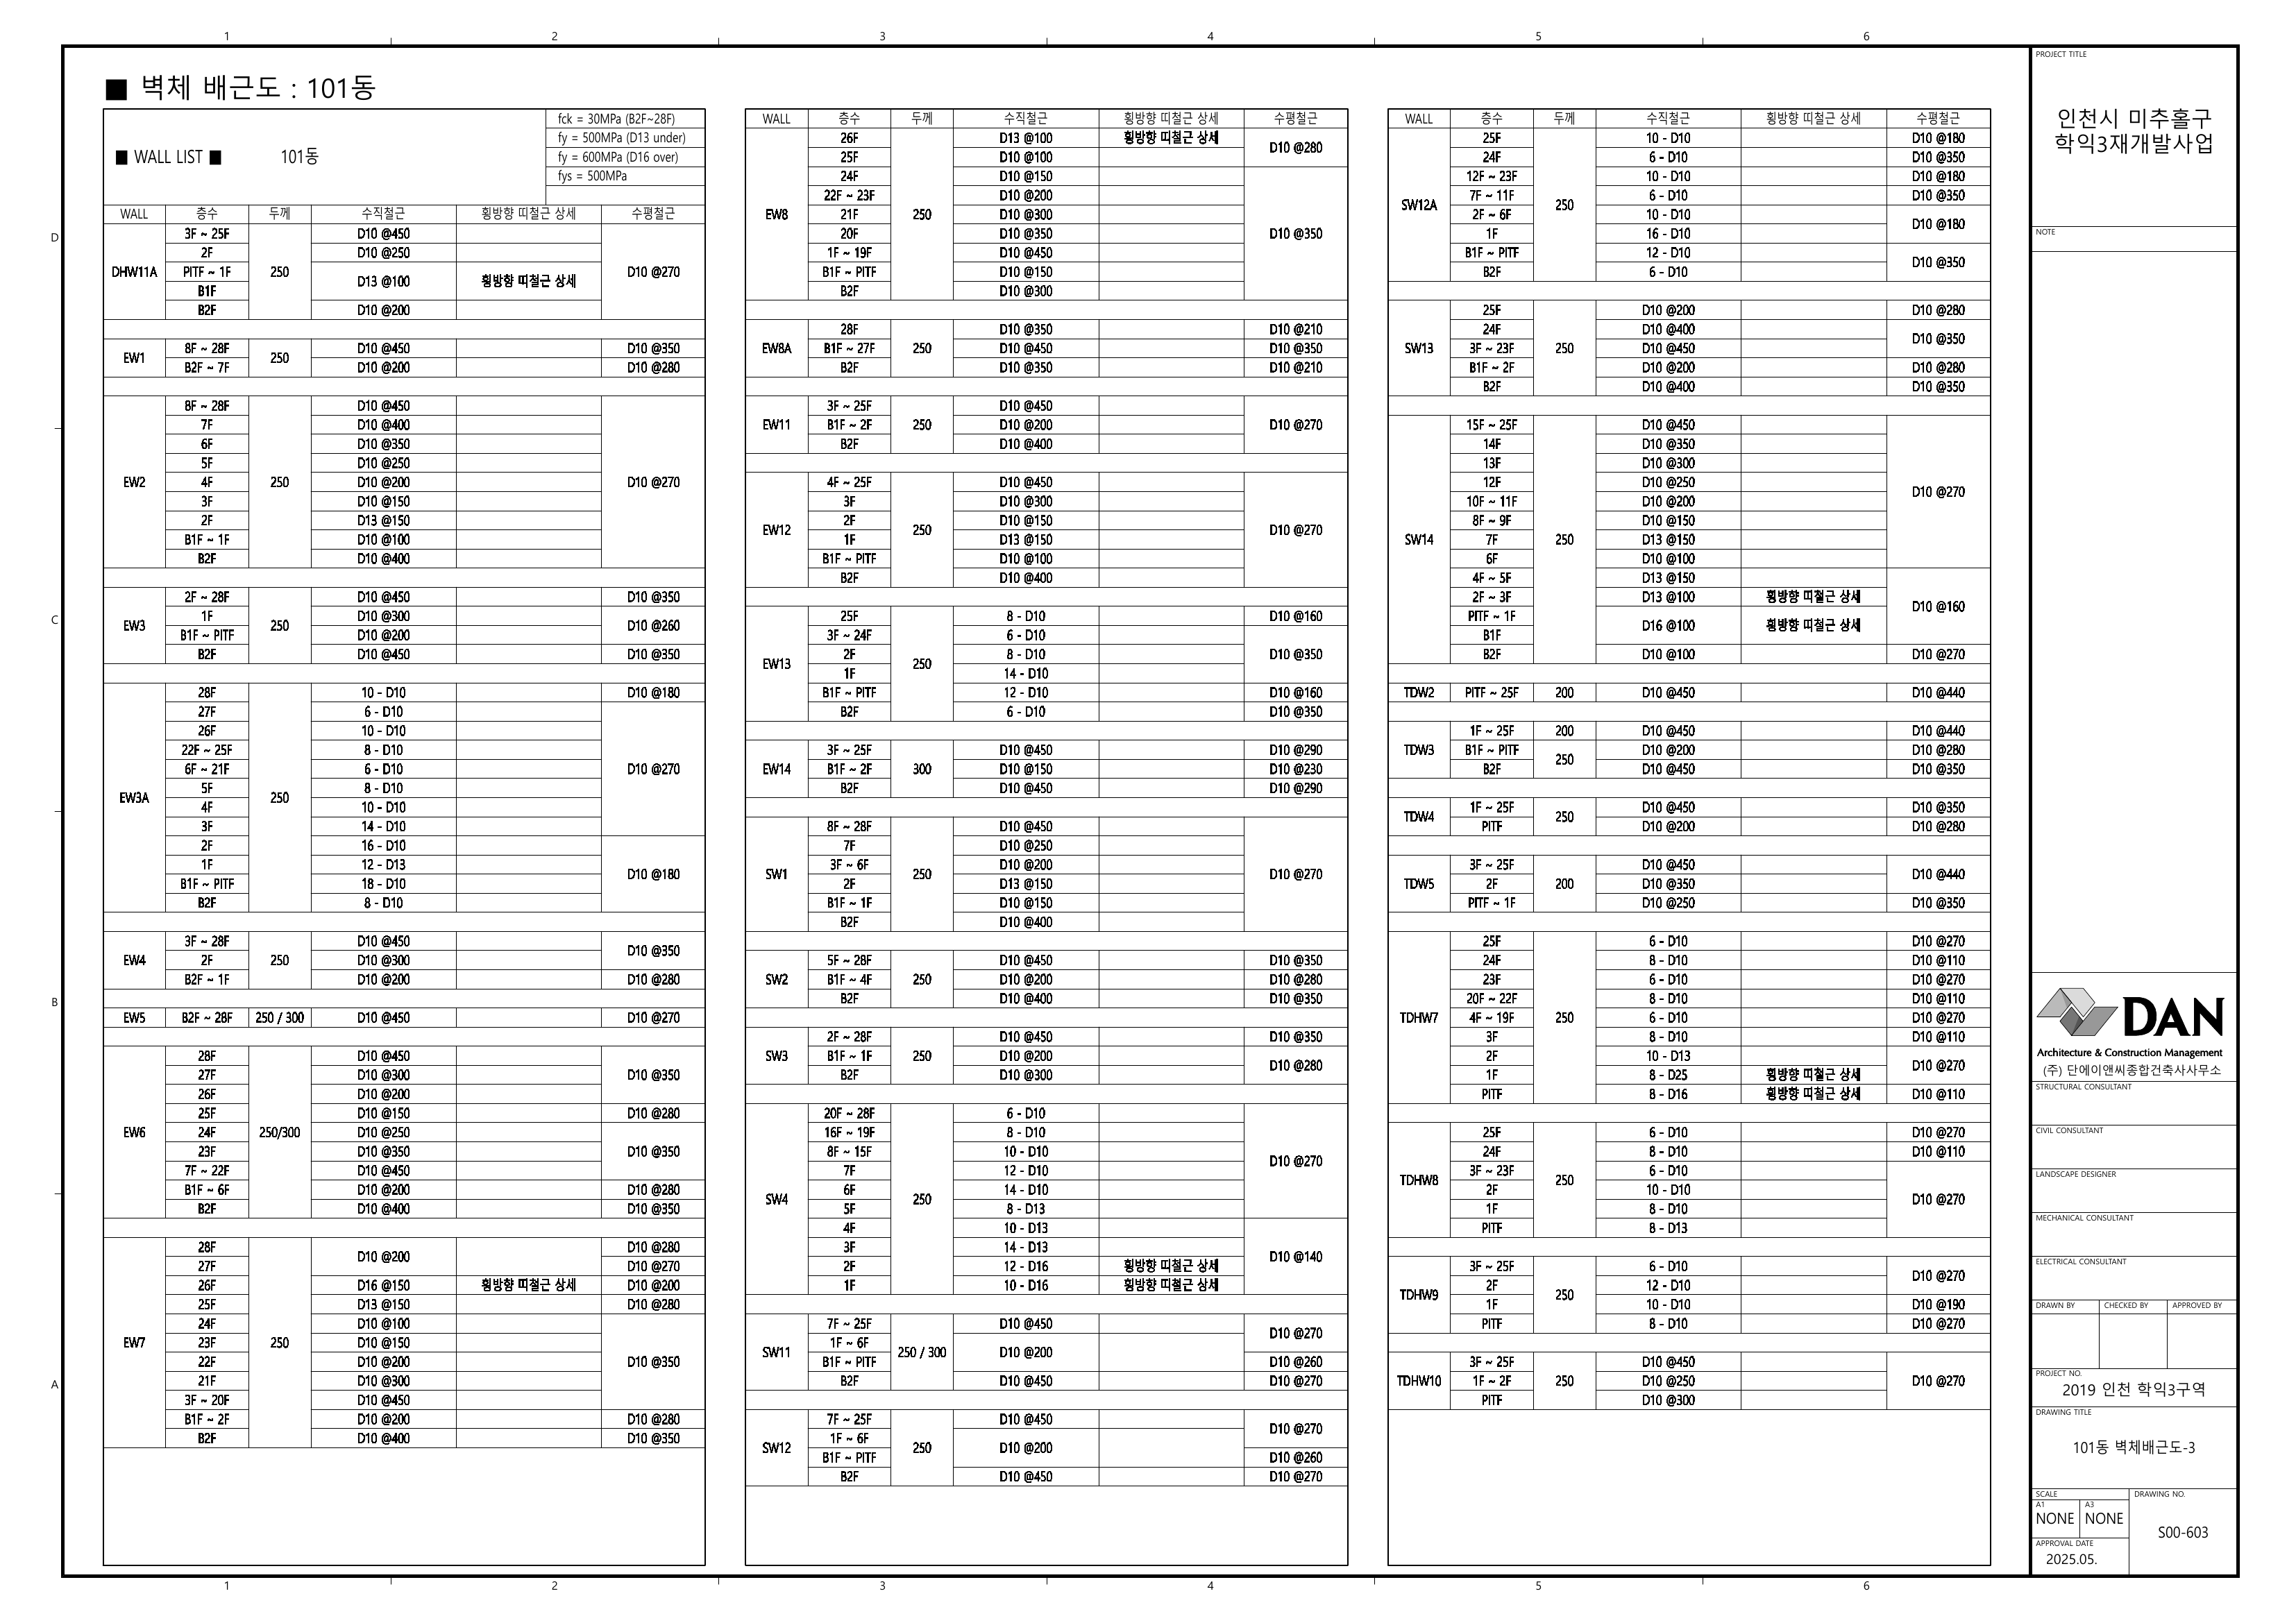 1 2 3 4 5 6
■ 벽체 배근도 : 101동
■ WALL LIST ■ 101동
fck = 30MPa (B2F~28F)
fy = 500MPa (D13 under)
fy = 600MPa (D16 over)
fys = 500MPa
WALL 층수 두께 수직철근 횡방향 띠철근 상세 수평철근
DHW11A 250 D10 @270
3F ~ 25F D10 @450
2F D10 @250
PITF ~ 1F D13 @100 횡방향 띠철근 상세
B1F
B2F D10 @200
EW1 250
8F ~ 28F D10 @450 D10 @350
B2F ~ 7F D10 @200 D10 @280
EW2 250 D10 @270
8F ~ 28F D10 @450
7F D10 @400
6F D10 @350
5F D10 @250
4F D10 @200
3F D10 @150
2F D13 @150
B1F ~ 1F D10 @100
B2F D10 @400
EW3 250
2F ~ 28F D10 @450 D10 @350
1F D10 @300 D10 @260
B1F ~ PITF D10 @200
B2F D10 @450 D10 @350
EW3A 250
28F 10 - D10 D10 @180
27F 6 - D10 D10 @270
26F 10 - D10
22F ~ 25F 8 - D10
6F ~ 21F 6 - D10
5F 8 - D10
4F 10 - D10
3F 14 - D10
2F 16 - D10 D10 @180
1F 12 - D13
B1F ~ PITF 18 - D10
B2F 8 - D10
EW4 250
3F ~ 28F D10 @450 D10 @350
2F D10 @300
B2F ~ 1F D10 @200 D10 @280
EW5 B2F ~ 28F 250 / 300 D10 @450 D10 @270
EW6 250/300
28F D10 @450 D10 @350
27F D10 @300
26F D10 @200
25F D10 @150 D10 @280
24F D10 @250 D10 @350
23F D10 @350
7F ~ 22F D10 @450
B1F ~ 6F D10 @200 D10 @280
B2F D10 @400 D10 @350
EW7 250
28F D10 @200 D10 @280
27F D10 @270
26F D16 @150 횡방향 띠철근 상세 D10 @200
25F D13 @150 D10 @280
24F D10 @100 D10 @350
23F D10 @150
22F D10 @200
21F D10 @300
3F ~ 20F D10 @450
B1F ~ 2F D10 @200 D10 @280
B2F D10 @400 D10 @350
WALL 층수 두께 수직철근 횡방향 띠철근 상세 수평철근
EW8 250
26F D13 @100 횡방향 띠철근 상세 D10 @280
25F D10 @100
24F D10 @150 D10 @350
22F ~ 23F D10 @200
21F D10 @300
20F D10 @350
1F ~ 19F D10 @450
B1F ~ PITF D10 @150
B2F D10 @300
EW8A 250
28F D10 @350 D10 @210
B1F ~ 27F D10 @450 D10 @350
B2F D10 @350 D10 @210
EW11 250 D10 @270
3F ~ 25F D10 @450
B1F ~ 2F D10 @200
B2F D10 @400
EW12 250 D10 @270
4F ~ 25F D10 @450
3F D10 @300
2F D10 @150
1F D13 @150
B1F ~ PITF D10 @100
B2F D10 @400
EW13 250
25F 8 - D10 D10 @160
3F ~ 24F 6 - D10 D10 @350
2F 8 - D10
1F 14 - D10
B1F ~ PITF 12 - D10 D10 @160
B2F 6 - D10 D10 @350
EW14 300
3F ~ 25F D10 @450 D10 @290
B1F ~ 2F D10 @150 D10 @230
B2F D10 @450 D10 @290
SW1 250 D10 @270
8F ~ 28F D10 @450
7F D10 @250
3F ~ 6F D10 @200
2F D13 @150
B1F ~ 1F D10 @150
B2F D10 @400
SW2 250
5F ~ 28F D10 @450 D10 @350
B1F ~ 4F D10 @200 D10 @280
B2F D10 @400 D10 @350
SW3 250
2F ~ 28F D10 @450 D10 @350
B1F ~ 1F D10 @200 D10 @280
B2F D10 @300
SW4 250
20F ~ 28F 6 - D10 D10 @270
16F ~ 19F 8 - D10
8F ~ 15F 10 - D10
7F 12 - D10
6F 14 - D10
5F 8 - D13
4F 10 - D13 D10 @140
3F 14 - D13
2F 12 - D16 횡방향 띠철근 상세
1F 10 - D16 횡방향 띠철근 상세
SW11 250 / 300
7F ~ 25F D10 @450 D10 @270
1F ~ 6F D10 @200
B1F ~ PITF D10 @260
B2F D10 @450 D10 @270
SW12 250
7F ~ 25F D10 @450 D10 @270
1F ~ 6F D10 @200
B1F ~ PITF D10 @260
B2F D10 @450 D10 @270
WALL 층수 두께 수직철근 횡방향 띠철근 상세 수평철근
SW12A 250
25F 10 - D10 D10 @180
24F 6 - D10 D10 @350
12F ~ 23F 10 - D10 D10 @180
7F ~ 11F 6 - D10 D10 @350
2F ~ 6F 10 - D10 D10 @180
1F 16 - D10
B1F ~ PITF 12 - D10 D10 @350
B2F 6 - D10
SW13 250
25F D10 @200 D10 @280
24F D10 @400 D10 @350
3F ~ 23F D10 @450
B1F ~ 2F D10 @200 D10 @280
B2F D10 @400 D10 @350
SW14 250
15F ~ 25F D10 @450 D10 @270
14F D10 @350
13F D10 @300
12F D10 @250
10F ~ 11F D10 @200
8F ~ 9F D10 @150
7F D13 @150
6F D10 @100
4F ~ 5F D13 @150 D10 @160
2F ~ 3F D13 @100 횡방향 띠철근 상세
PITF ~ 1F D16 @100 횡방향 띠철근 상세
B1F
B2F D10 @100 D10 @270
TDW2 PITF ~ 25F 200 D10 @450 D10 @440
TDW3
1F ~ 25F 200 D10 @450 D10 @440
B1F ~ PITF 250 D10 @200 D10 @280
B2F D10 @450 D10 @350
TDW4 250
1F ~ 25F D10 @450 D10 @350
PITF D10 @200 D10 @280
TDW5 200
3F ~ 25F D10 @450 D10 @440
2F D10 @350
PITF ~ 1F D10 @250 D10 @350
TDHW7 250
25F 6 - D10 D10 @270
24F 8 - D10 D10 @110
23F 6 - D10 D10 @270
20F ~ 22F 8 - D10 D10 @110
4F ~ 19F 6 - D10 D10 @270
3F 8 - D10 D10 @110
2F 10 - D13 D10 @270
1F 8 - D25 횡방향 띠철근 상세
PITF 8 - D16 횡방향 띠철근 상세 D10 @110
TDHW8 250
25F 6 - D10 D10 @270
24F 8 - D10 D10 @110
3F ~ 23F 6 - D10 D10 @270
2F 10 - D10
1F 8 - D10
PITF 8 - D13
TDHW9 250
3F ~ 25F 6 - D10 D10 @270
2F 12 - D10
1F 10 - D10 D10 @190
PITF 8 - D10 D10 @270
TDHW10 250 D10 @270
3F ~ 25F D10 @450
1F ~ 2F D10 @250
PITF D10 @300
D
C
B
A
1 2 3 4 5 6
PROJECT TITLE
인천시 미추홀구
학익3재개발사업
NOTE
DAN
Architecture & Construction Management
(주) 단에이앤씨종합건축사사무소
STRUCTURAL CONSULTANT
CIVIL CONSULTANT
LANDSCAPE DESIGNER
MECHANICAL CONSULTANT
ELECTRICAL CONSULTANT
DRAWN BY CHECKED BY APPROVED BY
PROJECT NO.
2019 인천 학익3구역
DRAWING TITLE
101동 벽체배근도-3
SCALE DRAWING NO.
A1 A3
NONE NONE
S00-603
APPROVAL DATE
2025.05.